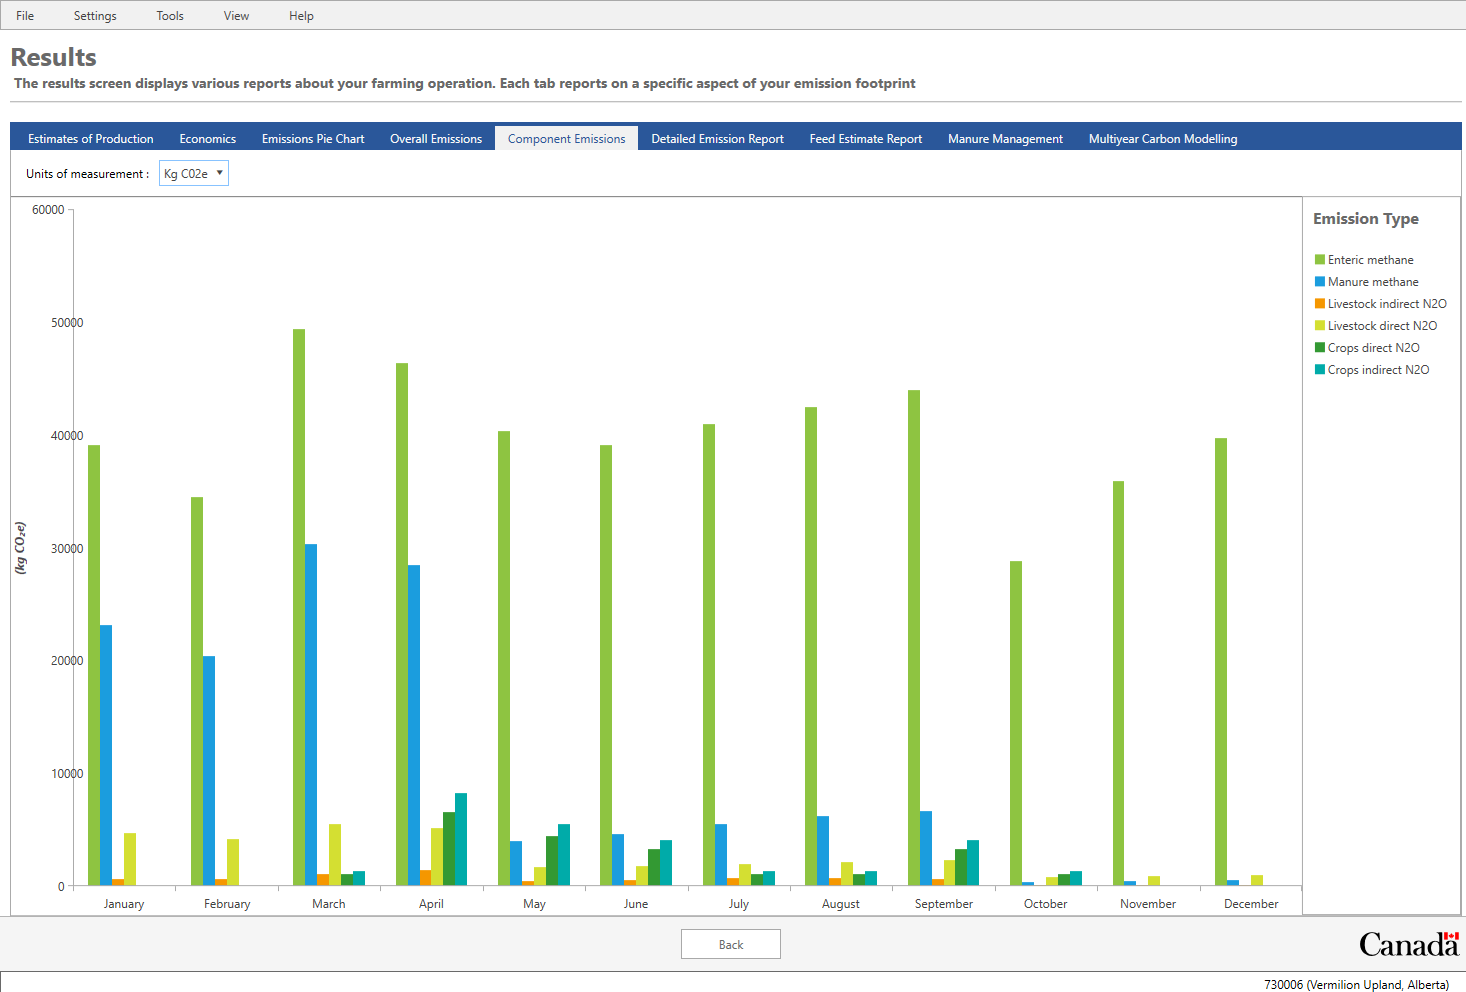 File Settings Tools View Help
Results
The results screen displays various reports about your farming operation. Each tab reports on a specific aspect of your emission footprint
Estimates of Production Economics Emissions Pie Chart Overall Emissions Component Emissions Detailed Emission Report Feed Estimate Report Manure Management Multiyear Carbon Modelling
Units of measurement : Kg C02e
60000
50000
40000
30000
20000
10000
0
(kg CO₂e)
January February March April May June July August September October November December
Emission Type
Enteric methane
Manure methane
Livestock indirect N2O
Livestock direct N2O
Crops direct N2O
Crops indirect N2O
Back
Canada
730006 (Vermilion Upland, Alberta)